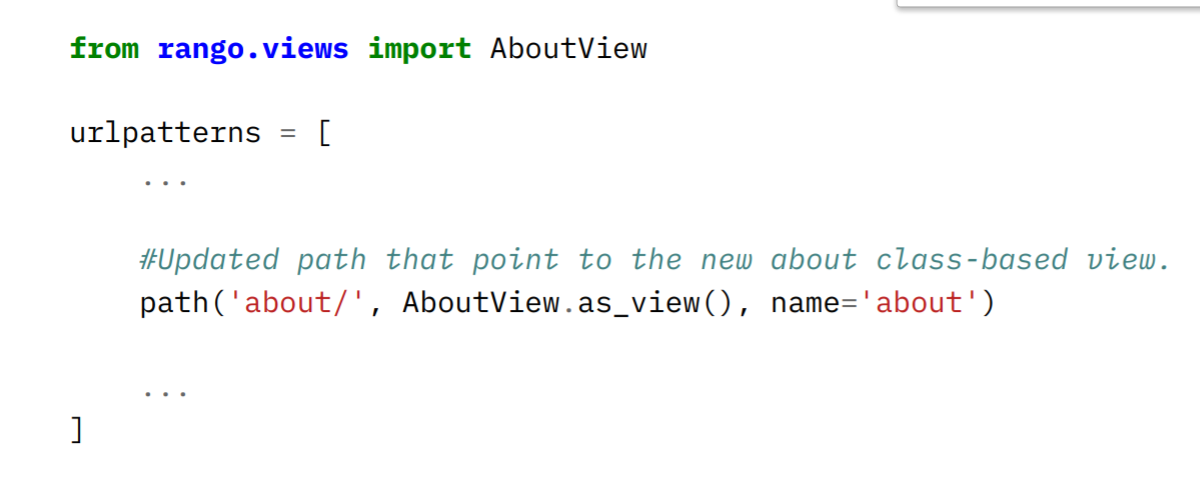 from rango.views import AboutView
urlpatterns = [
...
#Updated path that point to the new about class-based view.
path('about/', AboutView.as_view(), name='about')
...
]